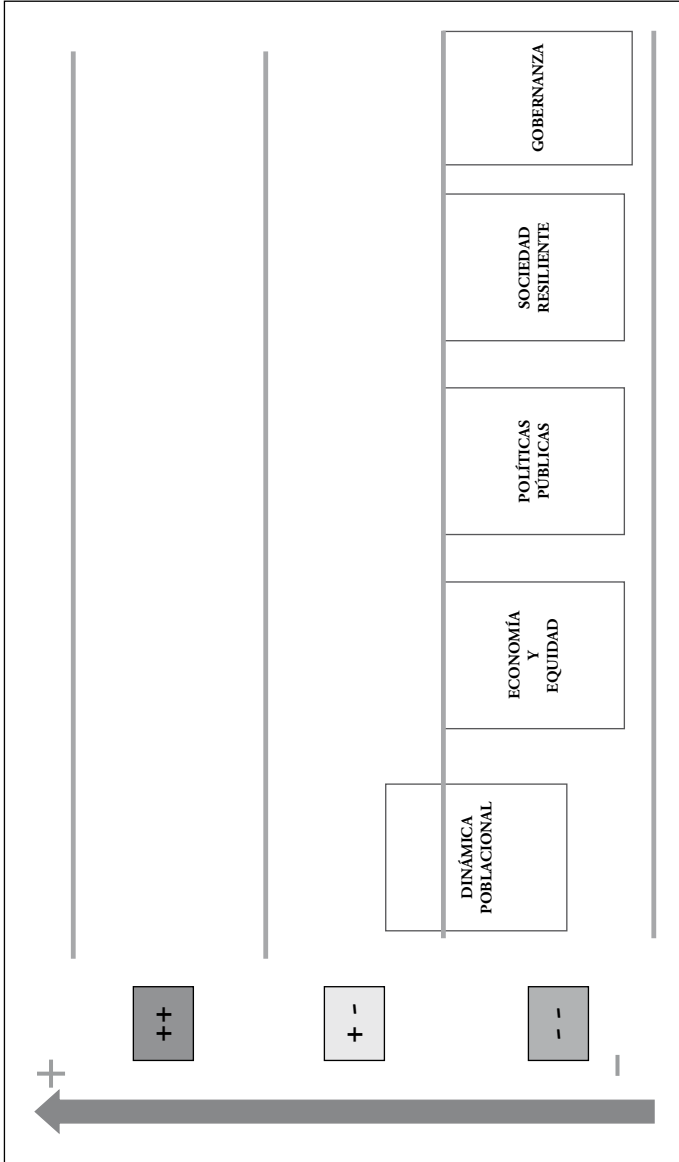 +
++
+ -
- -
-
DINÁMICA
POBLACIONAL
ECONOMÍA
Y
EQUIDAD
POLÍTICAS
PÚBLICAS
SOCIEDAD
RESILIENTE
GOBERNANZA